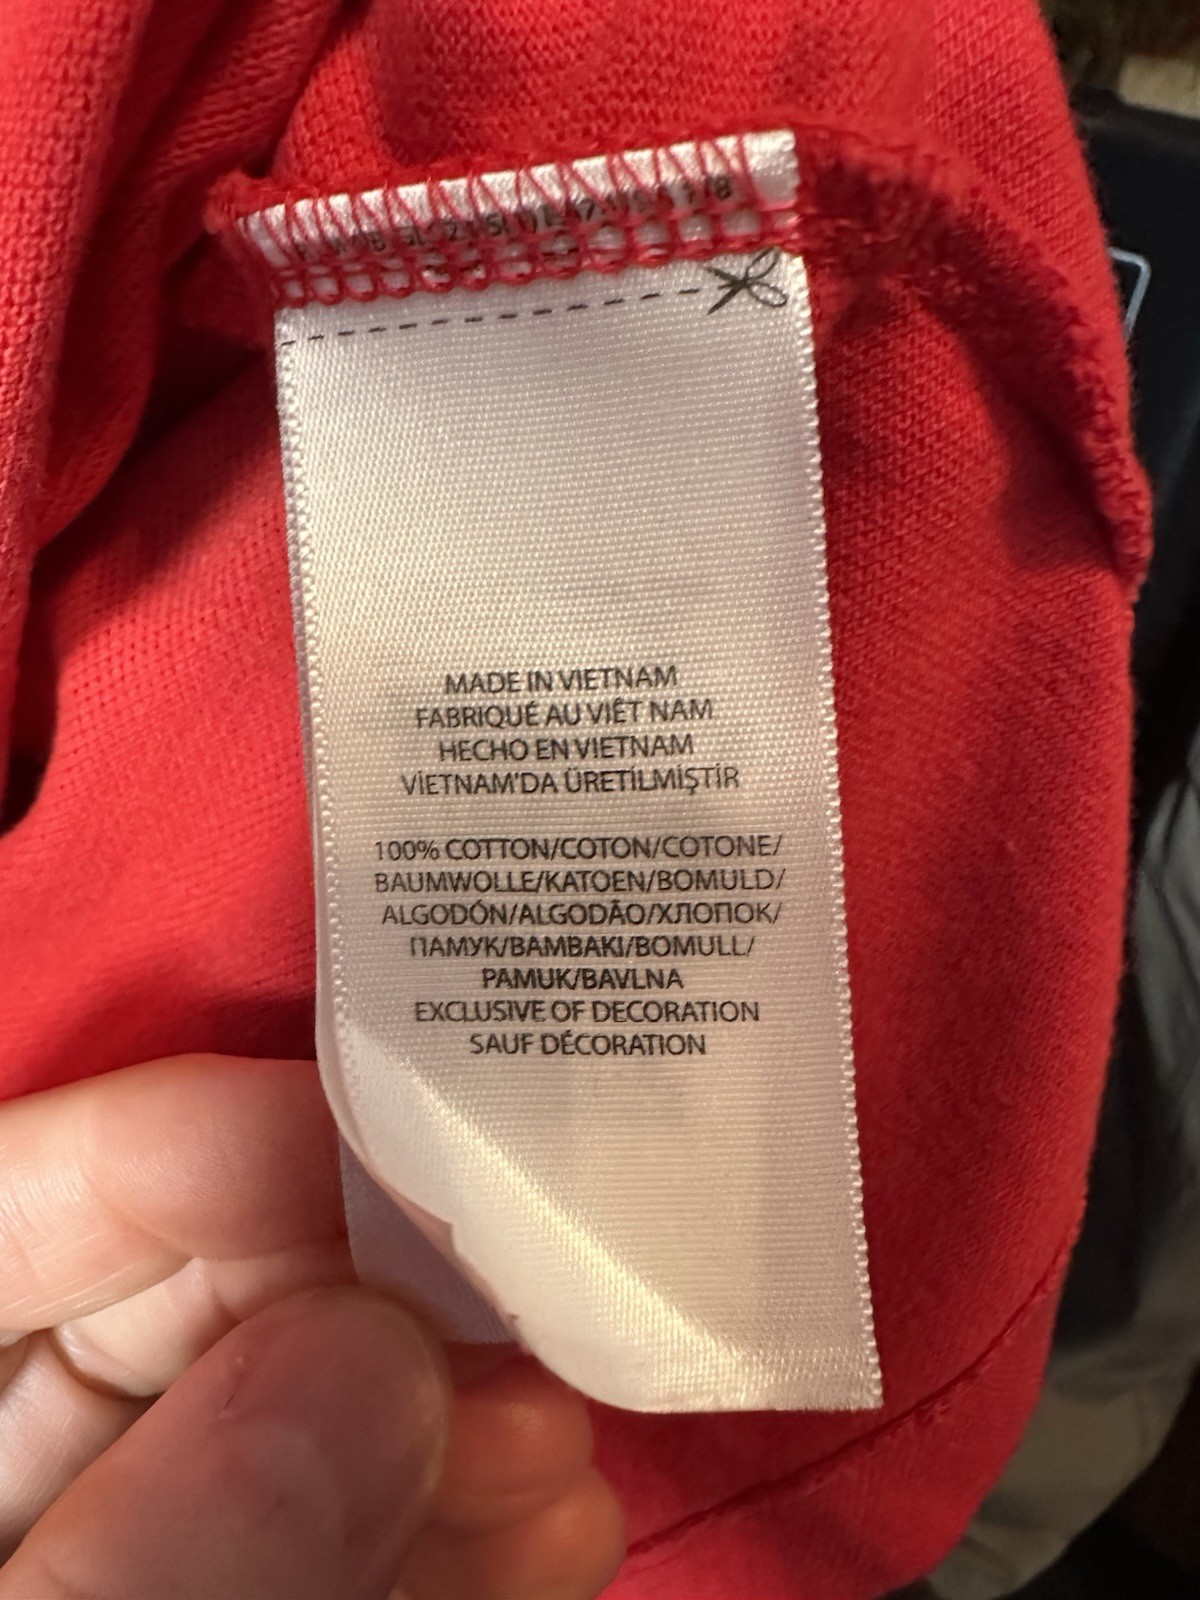 MADE IN VIETNAM
FABRIQUÉ AU VIÊT NAM
HECHO EN VIETNAM
VİETNAM'DA ÜRETİLMİŞTİR
100% COTTON/COTON/COTONE/
BAUMWOLLE/KATOEN/BOMULD/
ALGODÓN/ALGODÃO/ХЛОПОК/
ПАМУК/BAMBAKI/BOMULL/
PAMUK/BAVLNA
EXCLUSIVE OF DECORATION
SAUF DÉCORATION